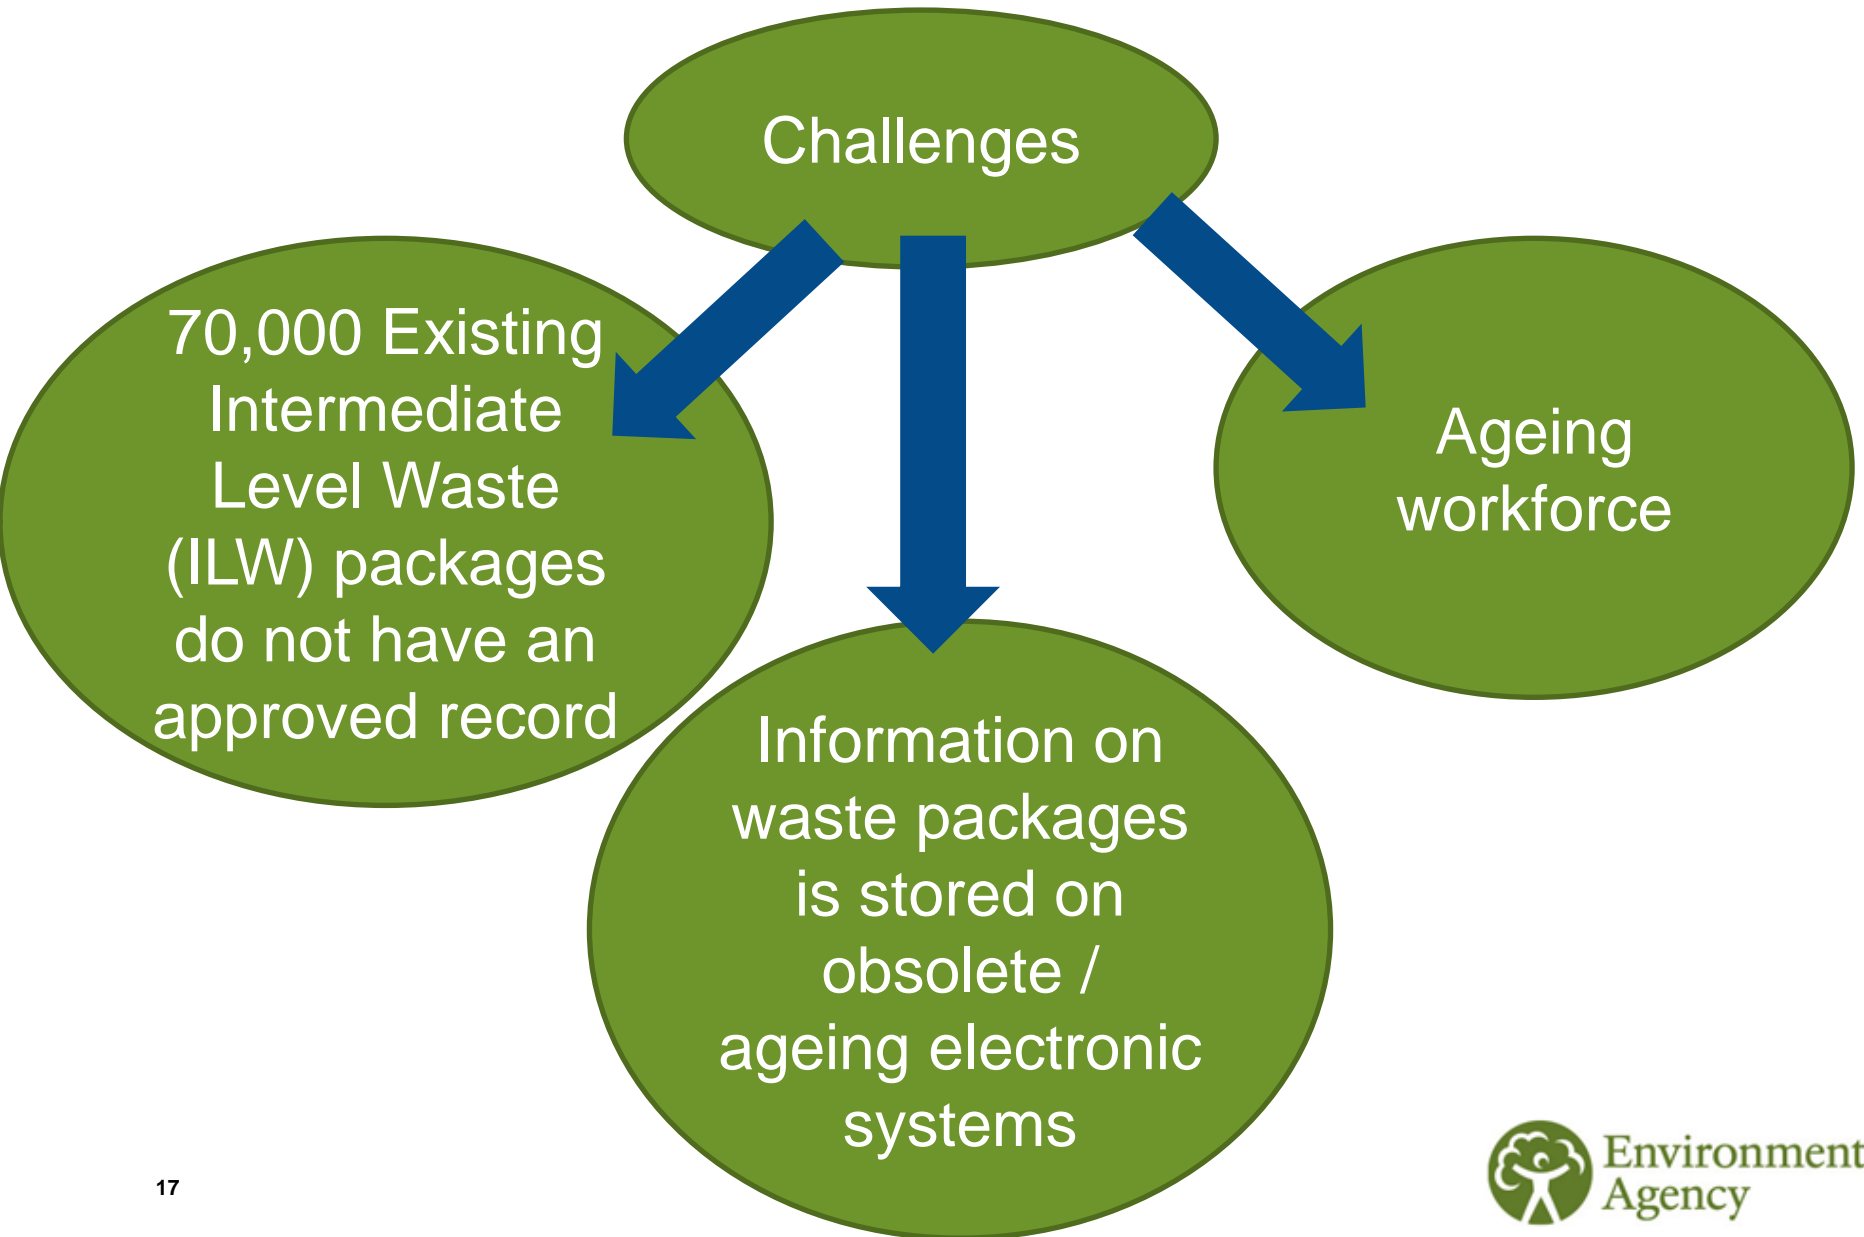 Challenges
70,000 Existing
Intermediate
Level Waste
(ILW) packages
do not have an
approved record
Ageing
workforce
Information on
waste packages
is stored on
obsolete /
ageing electronic
systems
17
Environment
Agency